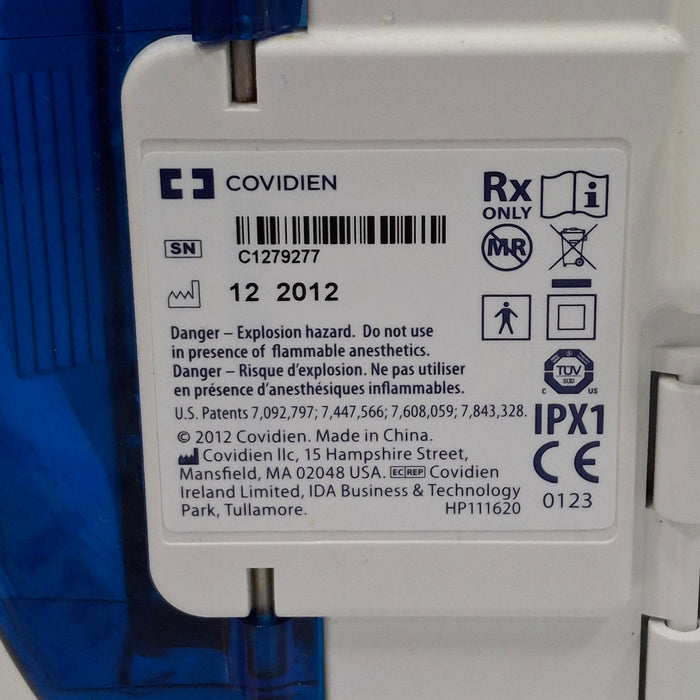 COVIDIEN
Rx
ONLY
i
SN
C1279277
MR
12 2012
Danger – Explosion hazard. Do not use
in presence of flammable anesthetics.
Danger – Risque d'explosion. Ne pas utiliser
en présence d'anesthésiques inflammables.
TÜV
SÜD
C US
U.S. Patents 7,092,797; 7,447,566; 7,608,059; 7,843,328.
IPX1
© 2012 Covidien. Made in China.
Covidien llc, 15 Hampshire Street,
Mansfield, MA 02048 USA. EC REP Covidien
Ireland Limited, IDA Business & Technology
Park, Tullamore. HP111620
CE
0123